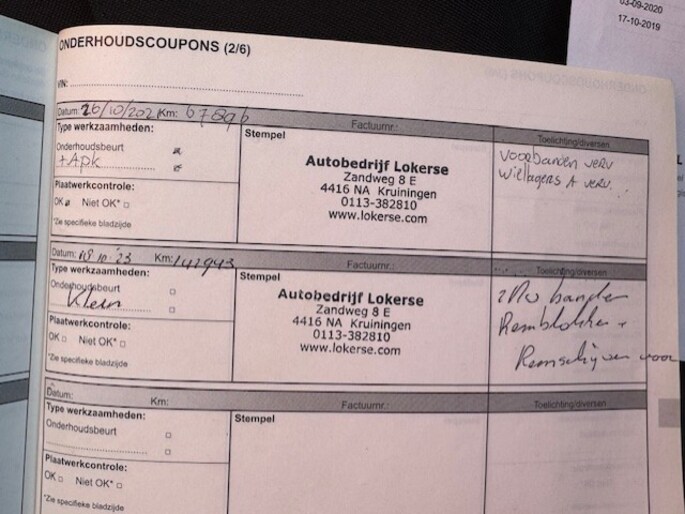 03-09-2020
17-10-2019
ONDERHOUDSCOUPONS (2/6)
VIN:
Datum: 26/10/202 Km: 67896 Factuurnr.: Toelichting/diversen
Type werkzaamheden:
Onderhoudsbeurt
+ Apk
Plaatwerkcontrole:
OK Niet OK*
*Zie specifieke bladzijde
Stempel
Autobedrijf Lokerse
Zandweg 8 E
4416 NA Kruiningen
0113-382810
www.lokerse.com
Voorbanden verv
Wiellagers A verv...
Datum: 10 '23 Km: 141943 Factuurnr.: Toelichting/diversen
Type werkzaamheden:
Onderhoudsbeurt
Klein
Plaatwerkcontrole:
OK Niet OK*
*Zie specifieke bladzijde
Stempel
Autobedrijf Lokerse
Zandweg 8 E
4416 NA Kruiningen
0113-382810
www.lokerse.com
banden
Remblokken +
Remschijven voor
Datum: Km: Factuurnr.: Toelichting/diversen
Type werkzaamheden:
Onderhoudsbeurt
Plaatwerkcontrole:
OK Niet OK*
*Zie specifieke bladzijde
Stempel